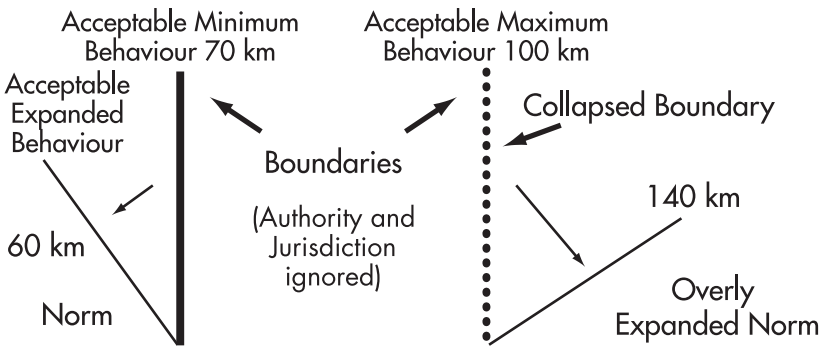 Acceptable Minimum
Behaviour 70 km
Acceptable Maximum
Behaviour 100 km
Acceptable
Expanded
Behaviour
Collapsed Boundary
Boundaries
(Authority and
Jurisdiction
ignored)
140 km
60 km
Norm
Overly
Expanded Norm